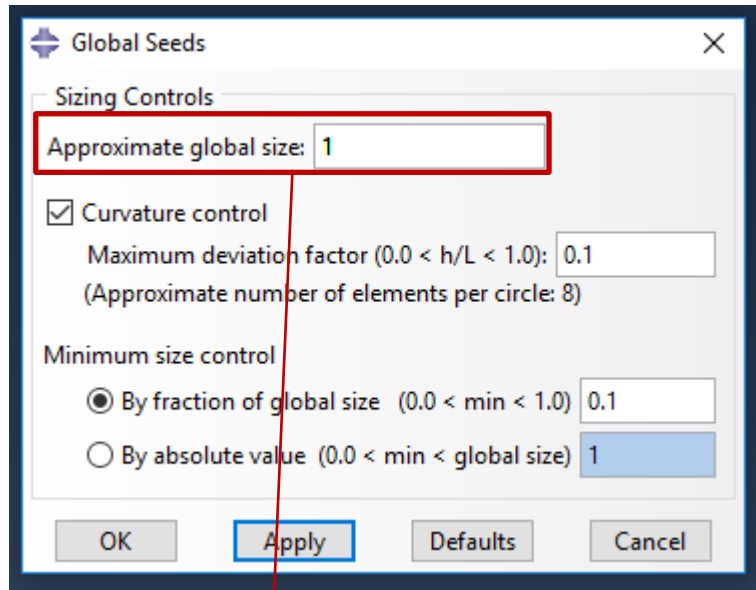 Global Seeds
Sizing Controls
Approximate global size: 1
Curvature control
Maximum deviation factor (0.0 < h/L < 1.0): 0.1
(Approximate number of elements per circle: 8)
Minimum size control
By fraction of global size (0.0 < min < 1.0) 0.1
By absolute value (0.0 < min < global size) 1
OK Apply Defaults Cancel